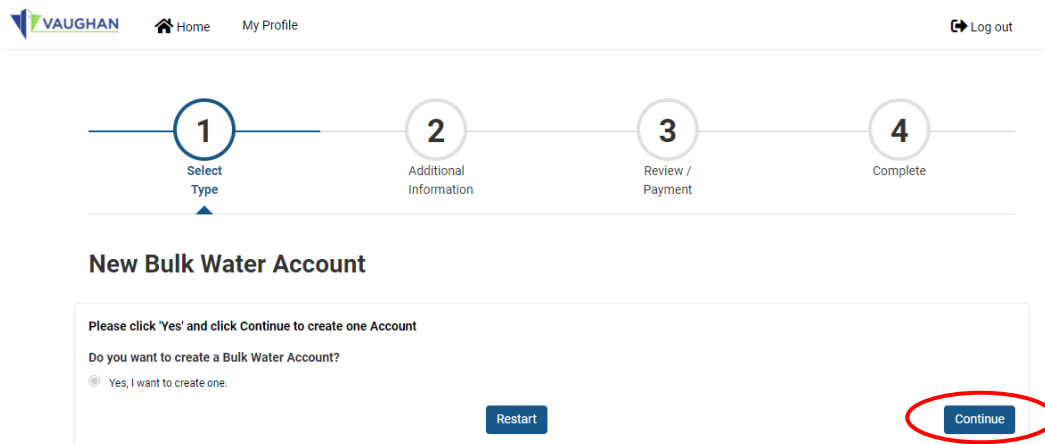 VAUGHAN Home My Profile Log out
1 2 3 4
Select Additional Review / Complete
Type Information Payment
New Bulk Water Account
Please click 'Yes' and click Continue to create one Account
Do you want to create a Bulk Water Account?
Yes, I want to create one.
Restart Continue